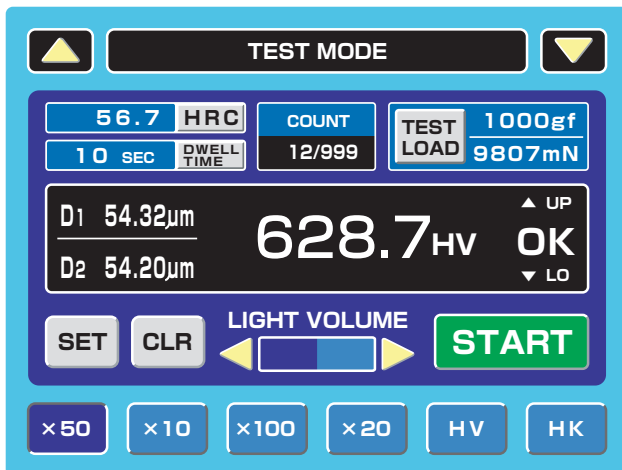 TEST MODE
56.7 HRC
10 SEC DWELL TIME
COUNT
12/999
TEST LOAD
1000gf
9807mN
D1 54.32µm
D2 54.20µm
628.7HV
▲ UP
OK
▼ LO
SET
CLR
LIGHT VOLUME
START
×50
×10
×100
×20
HV
HK